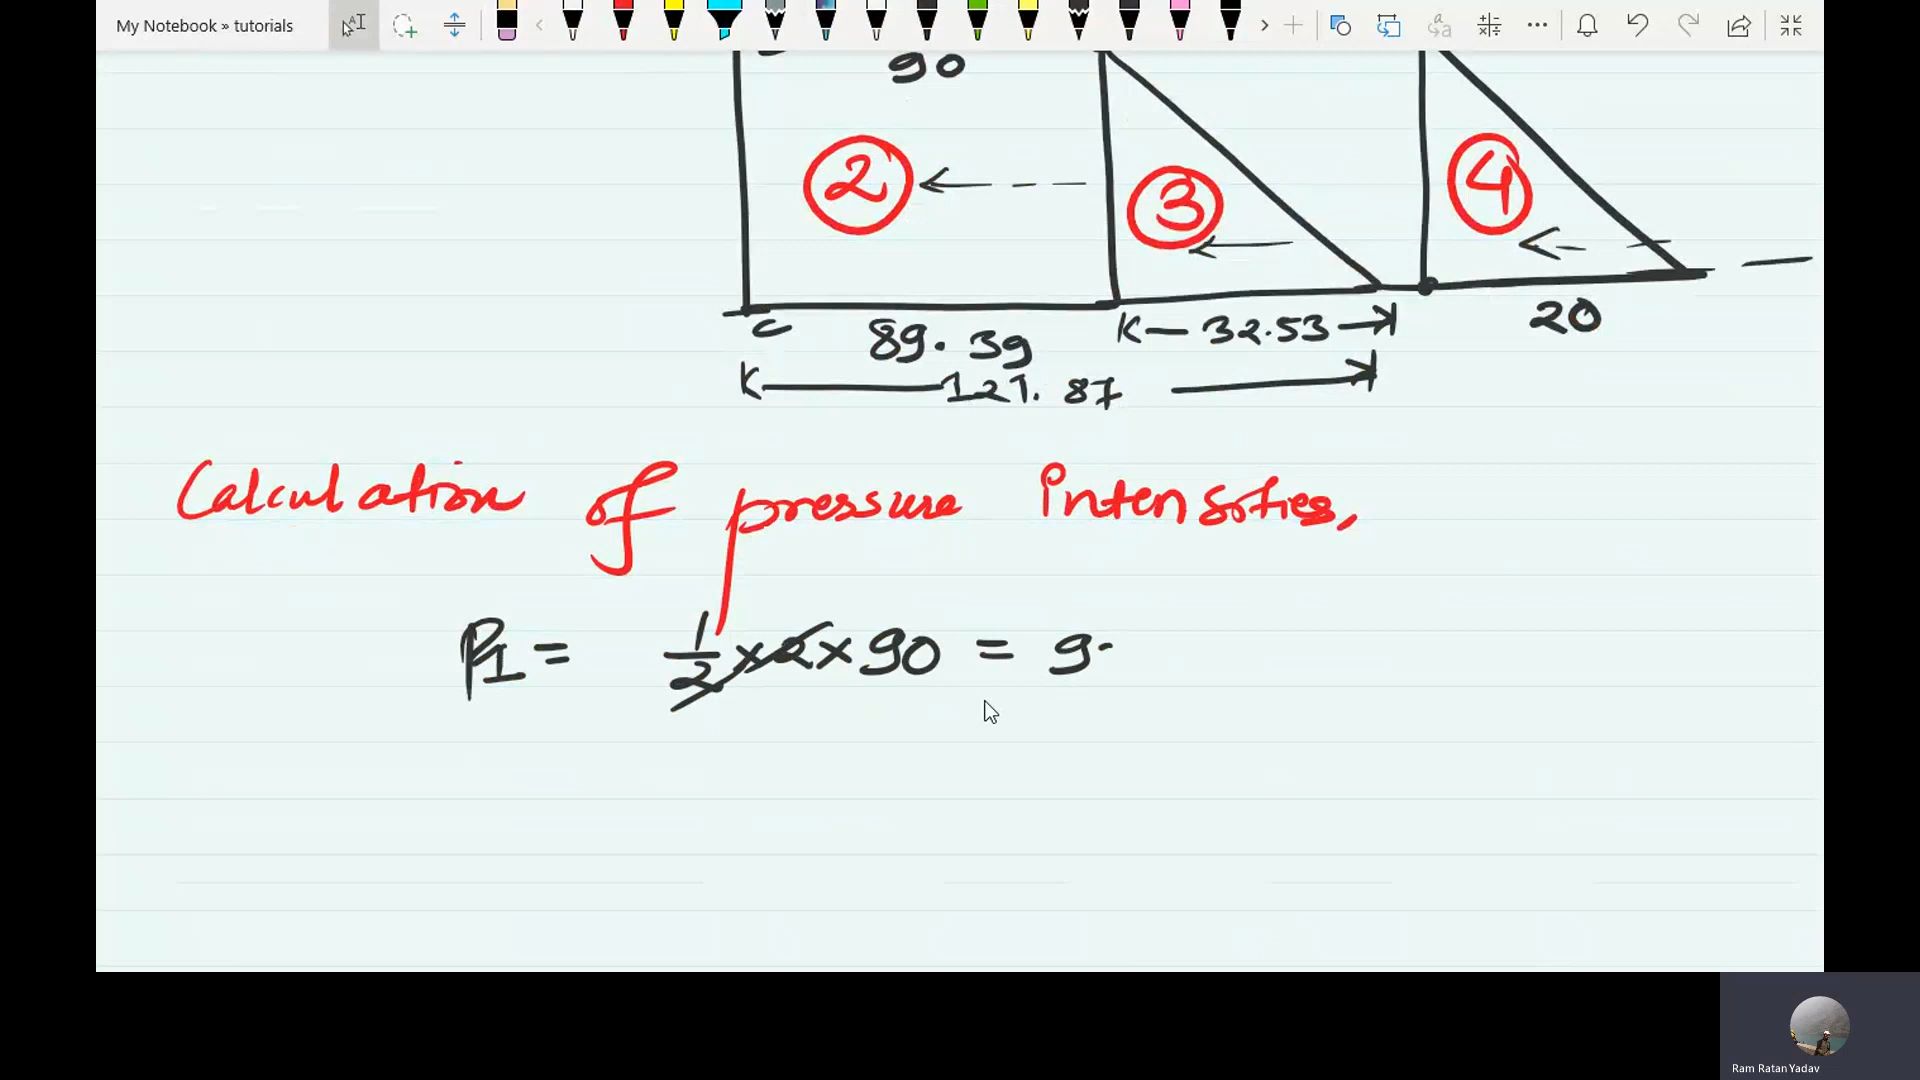 My Notebook » tutorials
90
2
3
4
c
89.39
32.53
20
121.87
Calculation of pressure intensities,
P1 = 1/2 × 2 × 90 = 9
Ram Ratan Yadav